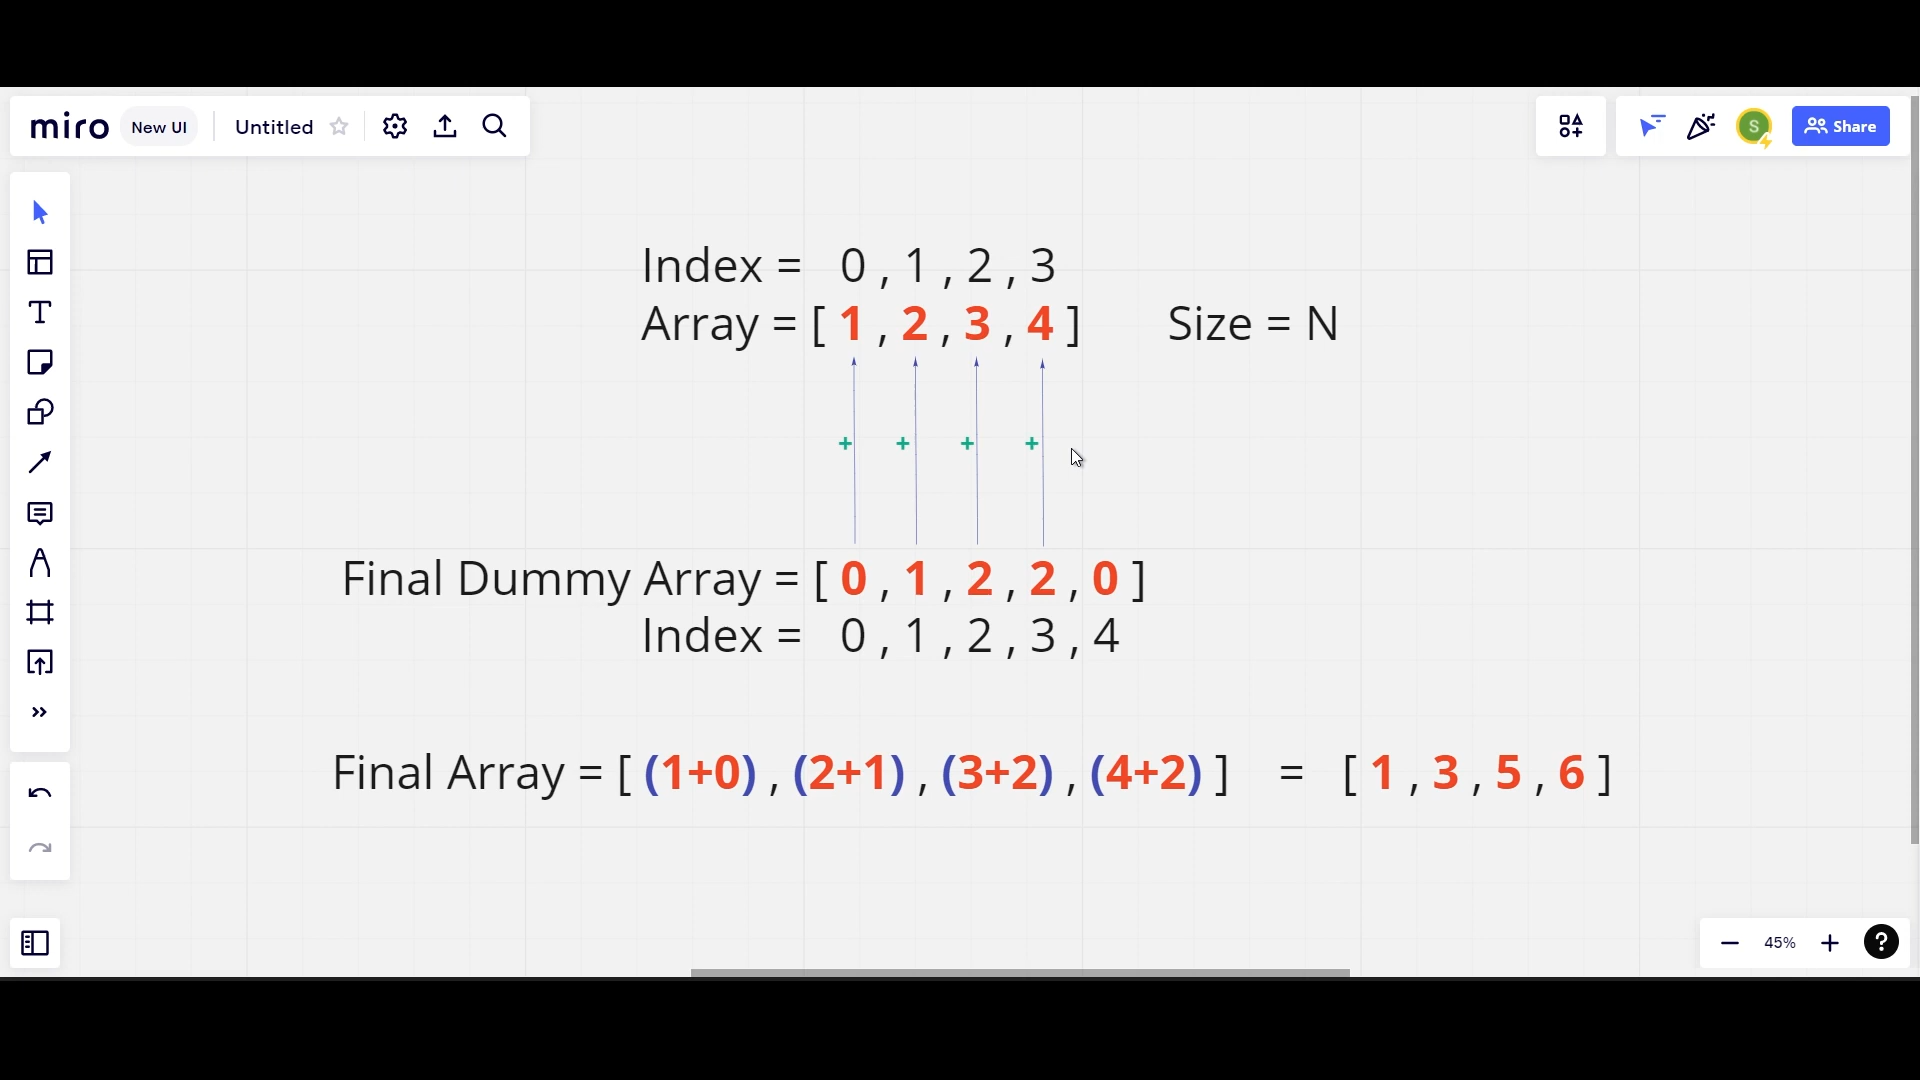 miro New UI Untitled
S Share
Index = 0 , 1 , 2 , 3
Array = [ 1 , 2 , 3 , 4 ] Size = N
+ + + +
Final Dummy Array = [ 0 , 1 , 2 , 2 , 0 ]
Index = 0 , 1 , 2 , 3 , 4
Final Array = [ (1+0) , (2+1) , (3+2) , (4+2) ] = [ 1 , 3 , 5 , 6 ]
45% ?